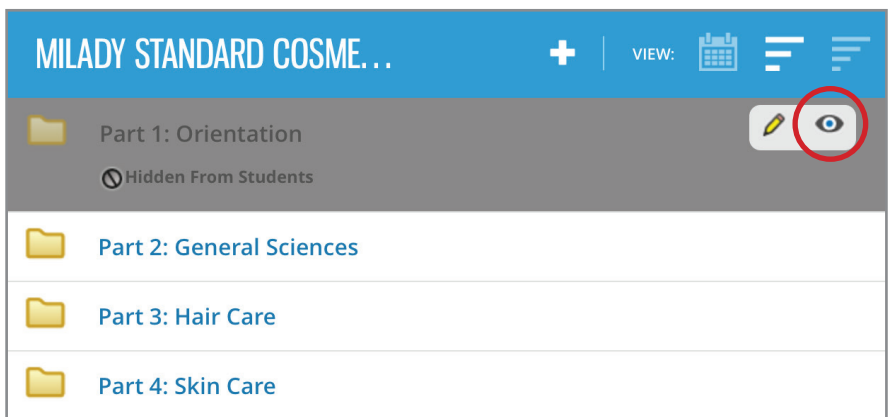 MILADY STANDARD COSME...
VIEW:
Part 1: Orientation
Hidden From Students
Part 2: General Sciences
Part 3: Hair Care
Part 4: Skin Care